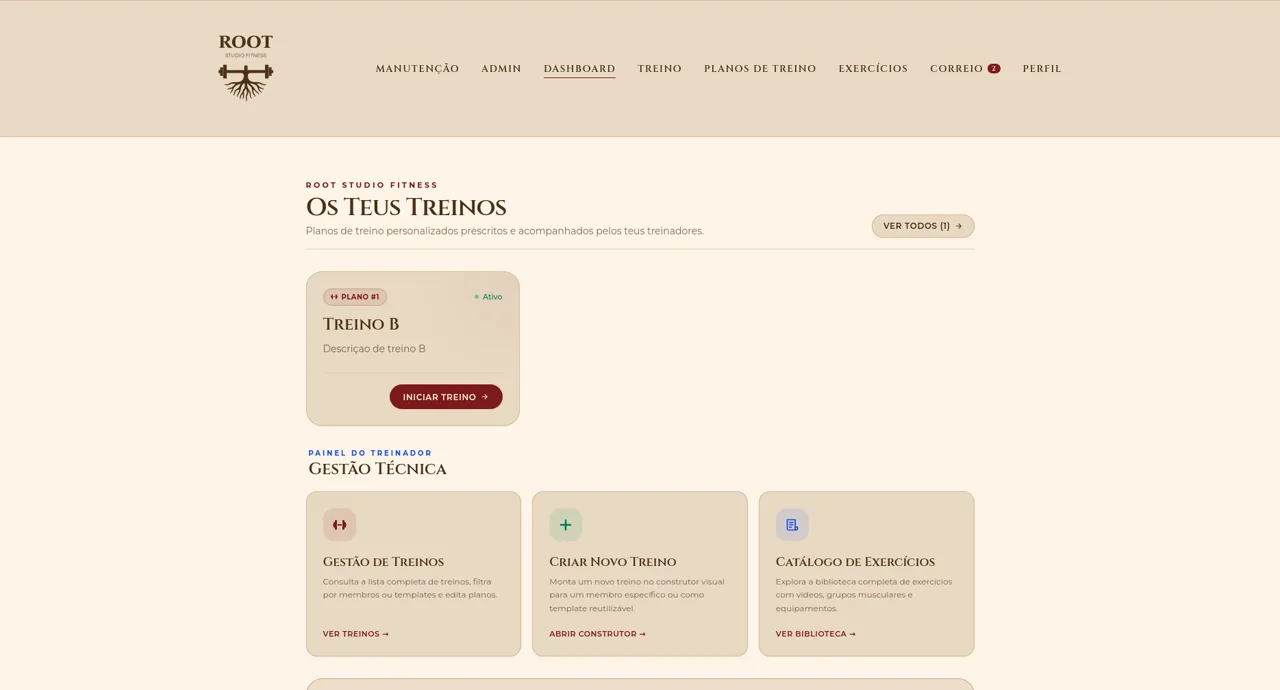 ROOT
STUDIO FITNESS
MANUTENÇÃO ADMIN DASHBOARD TREINO PLANOS DE TREINO EXERCÍCIOS CORREIO 2 PERFIL
ROOT STUDIO FITNESS
Os Teus Treinos
Planos de treino personalizados prescritos e acompanhados pelos teus treinadores.
VER TODOS (1) →
PLANO #1
Ativo
Treino B
Descriçao de treino B
INICIAR TREINO →
PAINEL DO TREINADOR
Gestão Técnica
Gestão de Treinos
Consulta a lista completa de treinos, filtra
por membros ou templates e edita planos.
VER TREINOS →
Criar Novo Treino
Monta um novo treino no construtor visual
para um membro específico ou como
template reutilizável.
ABRIR CONSTRUTOR →
Catálogo de Exercícios
Explora a biblioteca completa de exercícios
com vídeos, grupos musculares e
equipamentos.
VER BIBLIOTECA →